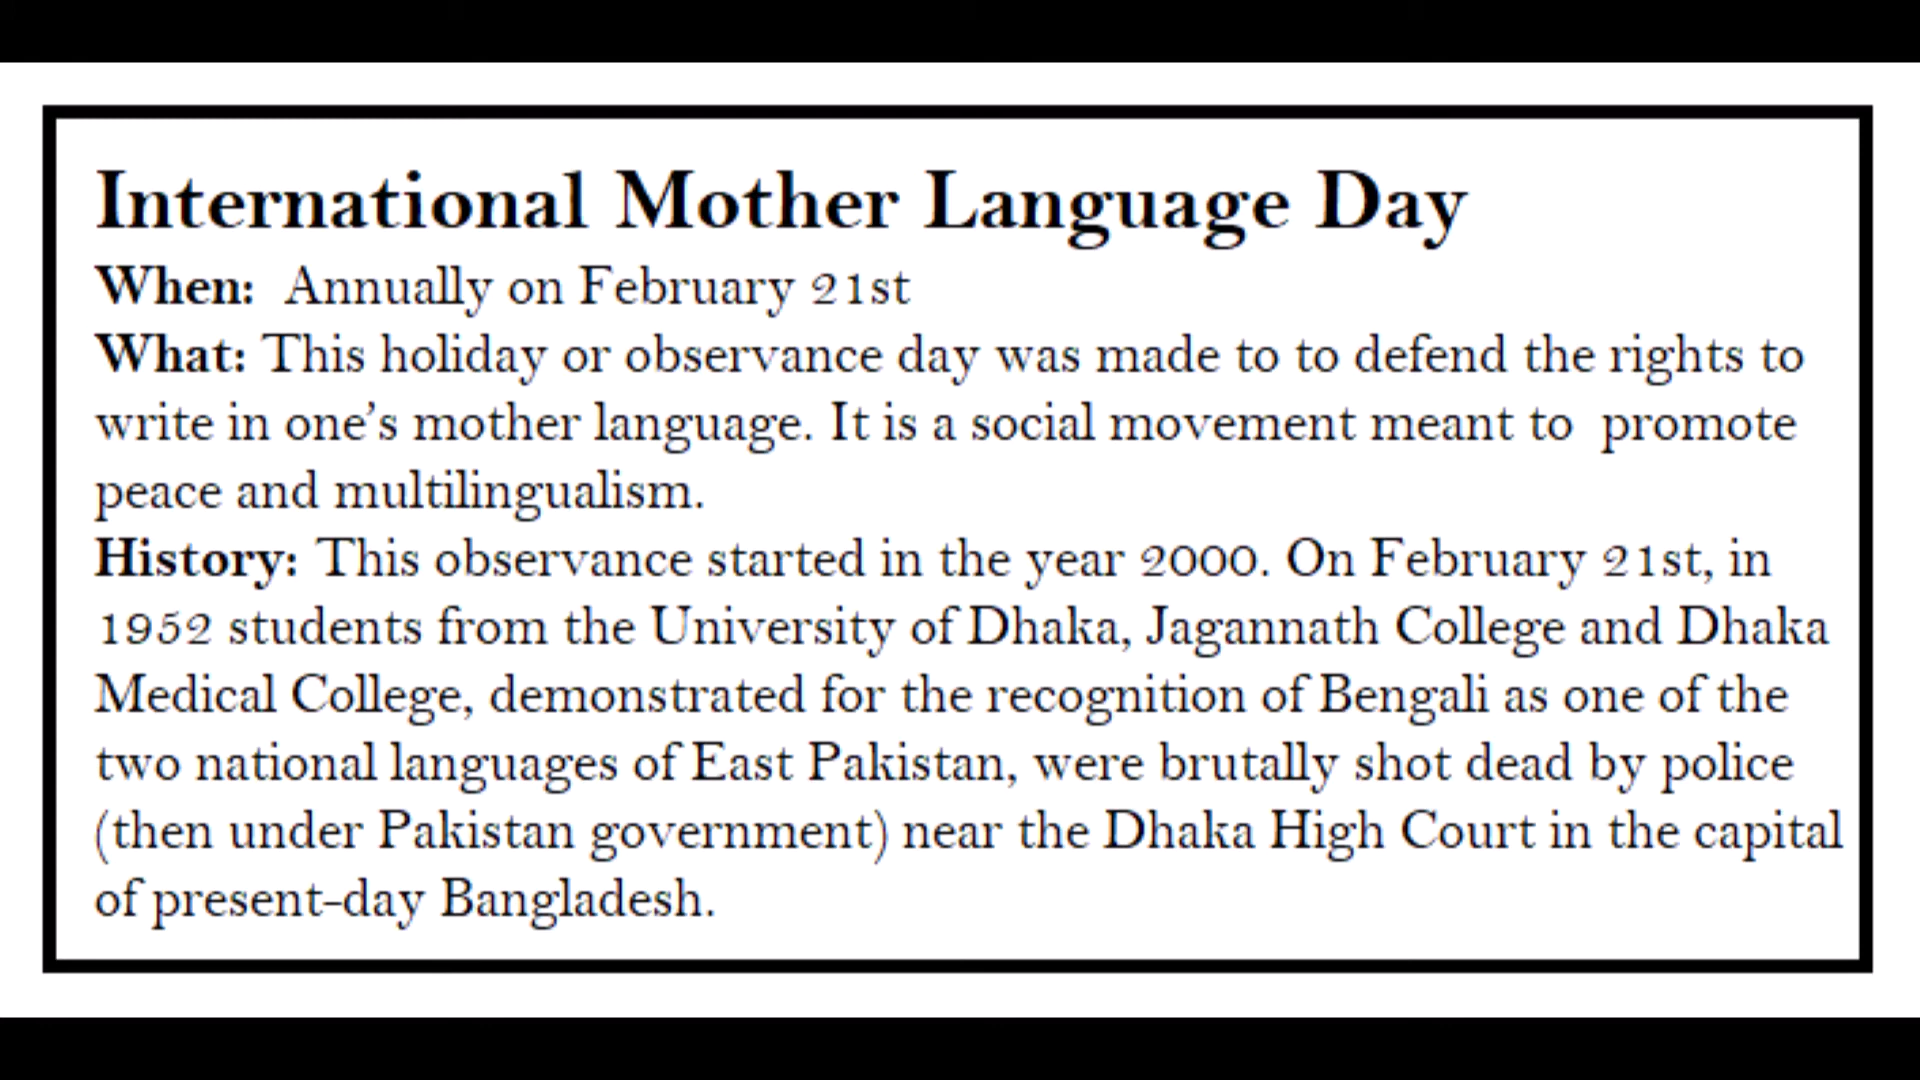 International Mother Language Day
When:  Annually on February 21st
What: This holiday or observance day was made to to defend the rights to
write in one’s mother language. It is a social movement meant to  promote
peace and multilingualism.
History: This observance started in the year 2000. On February 21st, in
1952 students from the University of Dhaka, Jagannath College and Dhaka
Medical College, demonstrated for the recognition of Bengali as one of the
two national languages of East Pakistan, were brutally shot dead by police
(then under Pakistan government) near the Dhaka High Court in the capital
of present-day Bangladesh.